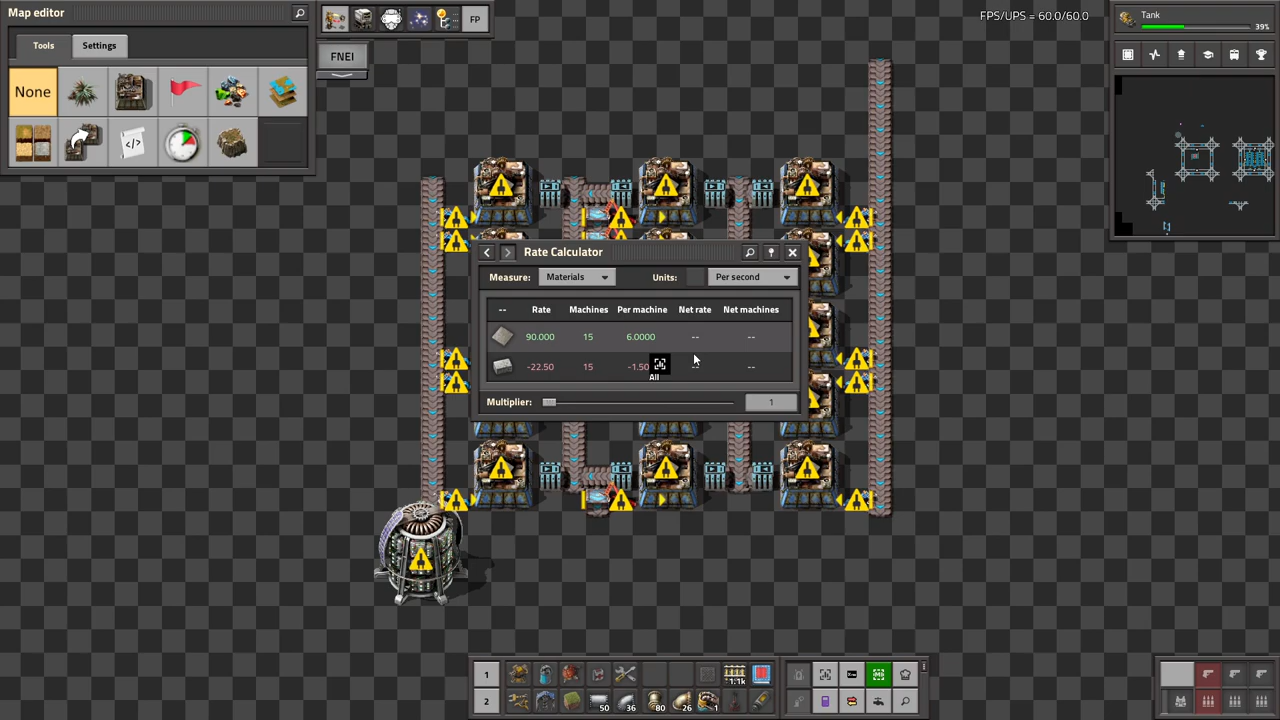 Map editor
FP
FPS/UPS = 60.0/60.0
Tank
39%
Tools
Settings
FNEI
None
</>
Rate Calculator
Measure:
Materials
Units:
Per second
--
Rate
Machines
Per machine
Net rate
Net machines
90.000
15
6.0000
--
--
-22.50
15
-1.50
--
--
All
Multiplier:
1
1
1.1k
2
50
36
80
26
1